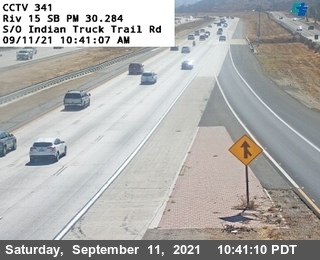 CCTV 341
Riv 15 SB PM 30.284
S/O Indian Truck Trail Rd
09/11/21 10:41:07 AM
Saturday, September 11, 2021 10:41:10 PDT